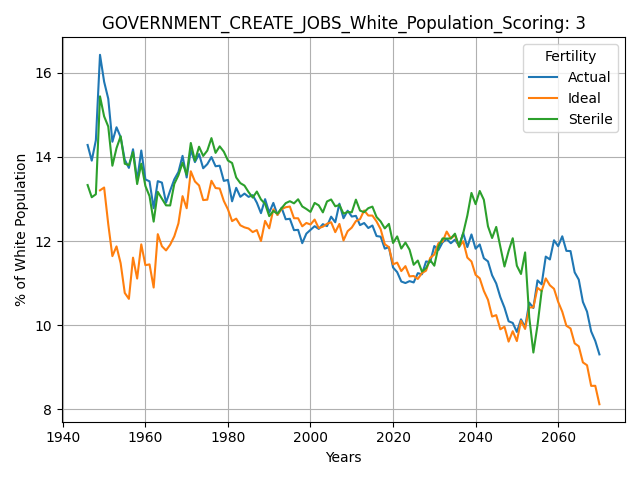 GOVERNMENT_CREATE_JOBS_White_Population_Scoring: 3
Fertility
Actual
Ideal
Sterile
% of White Population
16
14
12
10
8
1940 1960 1980 2000 2020 2040 2060
Years